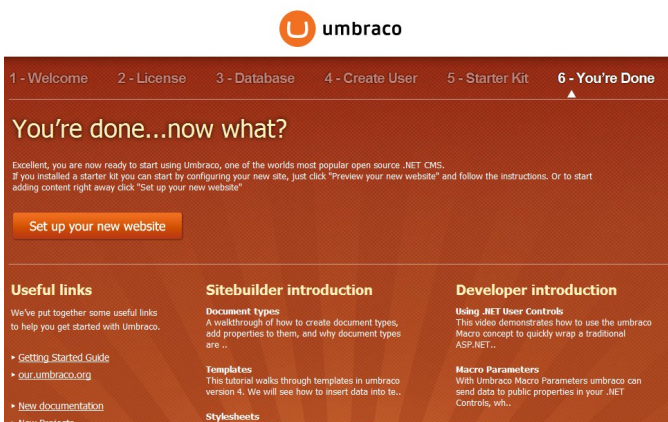 umbraco
1 - Welcome 2 - License 3 - Database 4 - Create User 5 - Starter Kit 6 - You're Done
You're done...now what?
Excellent, you are now ready to start using Umbraco, one of the worlds most popular open source .NET CMS.
If you installed a starter kit you can start by configuring your new site, just click "Preview your new website" and follow the instructions. Or to start
adding content right away click "Set up your new website"
Set up your new website
Useful links
We've put together some useful links
to help you get started with Umbraco.
Getting Started Guide
our.umbraco.org
New documentation
New Projects
Sitebuilder introduction
Document types
A walkthrough of how to create document types,
add properties to them, and why document types
are ..
Templates
This tutorial walks through templates in umbraco
version 4. We will see how to insert data into te..
Stylesheets
Developer introduction
Using .NET User Controls
This video demonstrates how to use the umbraco
Macro concept to quickly wrap a traditional
ASP.NET..
Macro Parameters
With Umbraco Macro Parameters umbraco can
send data to public properties in your .NET
Controls, wh..